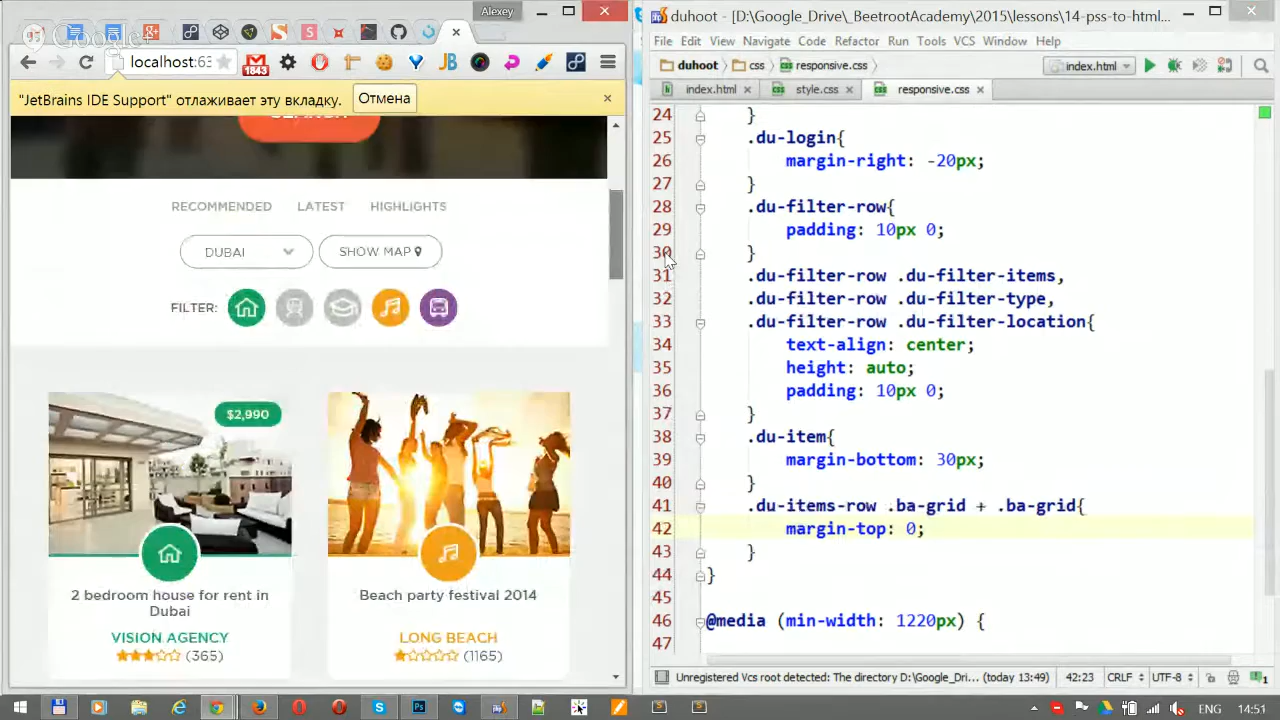 Alexey
duhoot - [D:\Google_Drive\_BeetrootAcademy\2015\lessons\14-pss-to-html...
Google+
File Edit View Navigate Code Refactor Run Tools VCS Window Help
localhost:63
1843
duhoot css responsive.css index.html
"JetBrains IDE Support" отлаживает эту вкладку. Отмена
index.html style.css responsive.css
SEARCH
RECOMMENDED LATEST HIGHLIGHTS
DUBAI SHOW MAP
FILTER:
$2,990
2 bedroom house for rent in
Dubai
VISION AGENCY
(365)
Beach party festival 2014
LONG BEACH
(1165)
24 }
25 .du-login{
26 margin-right: -20px;
27 }
28 .du-filter-row{
29 padding: 10px 0;
30 }
31 .du-filter-row .du-filter-items,
32 .du-filter-row .du-filter-type,
33 .du-filter-row .du-filter-location{
34 text-align: center;
35 height: auto;
36 padding: 10px 0;
37 }
38 .du-item{
39 margin-bottom: 30px;
40 }
41 .du-items-row .ba-grid + .ba-grid{
42 margin-top: 0;
43 }
44 }
45
46 @media (min-width: 1220px) {
47
Unregistered Vcs root detected: The directory D:\Google_Dri... (today 13:49) 42:23 CRLF UTF-8
ENG 14:51